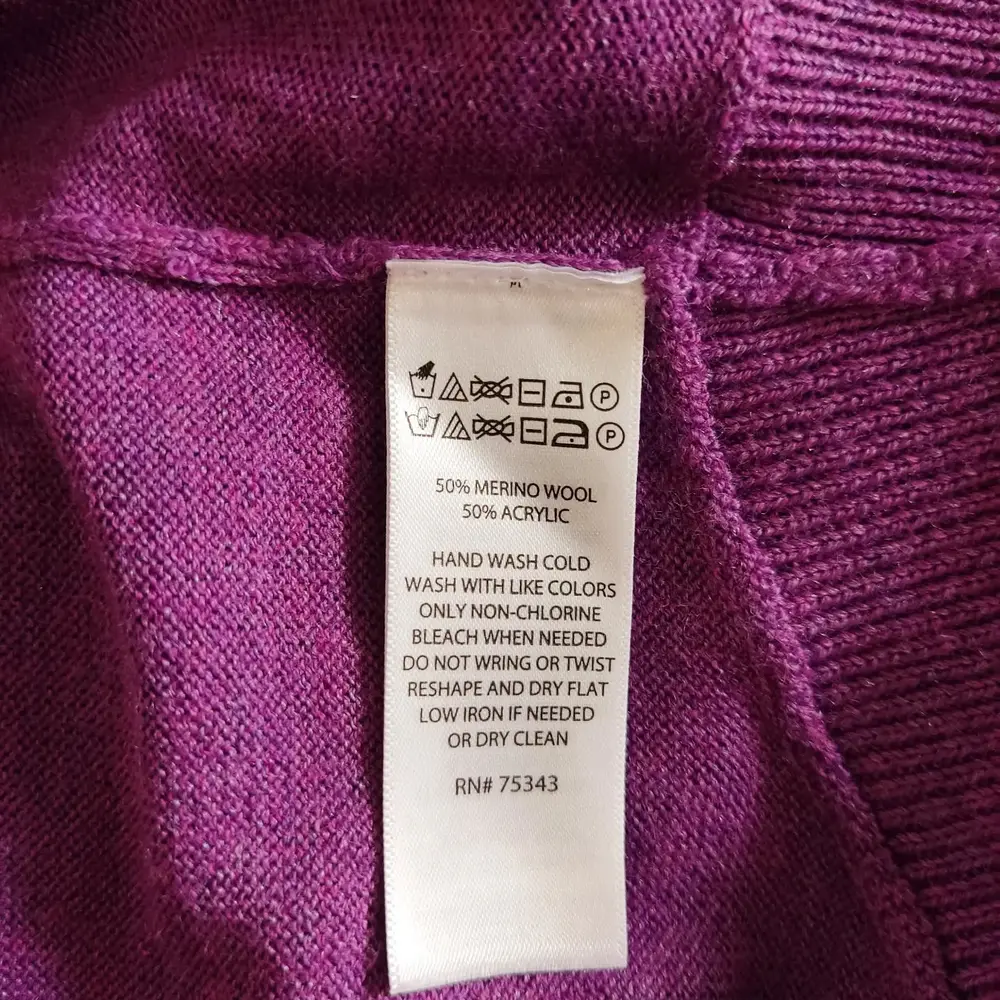 P
P
50% MERINO WOOL
50% ACRYLIC
HAND WASH COLD
WASH WITH LIKE COLORS
ONLY NON-CHLORINE
BLEACH WHEN NEEDED
DO NOT WRING OR TWIST
RESHAPE AND DRY FLAT
LOW IRON IF NEEDED
OR DRY CLEAN
RN# 75343